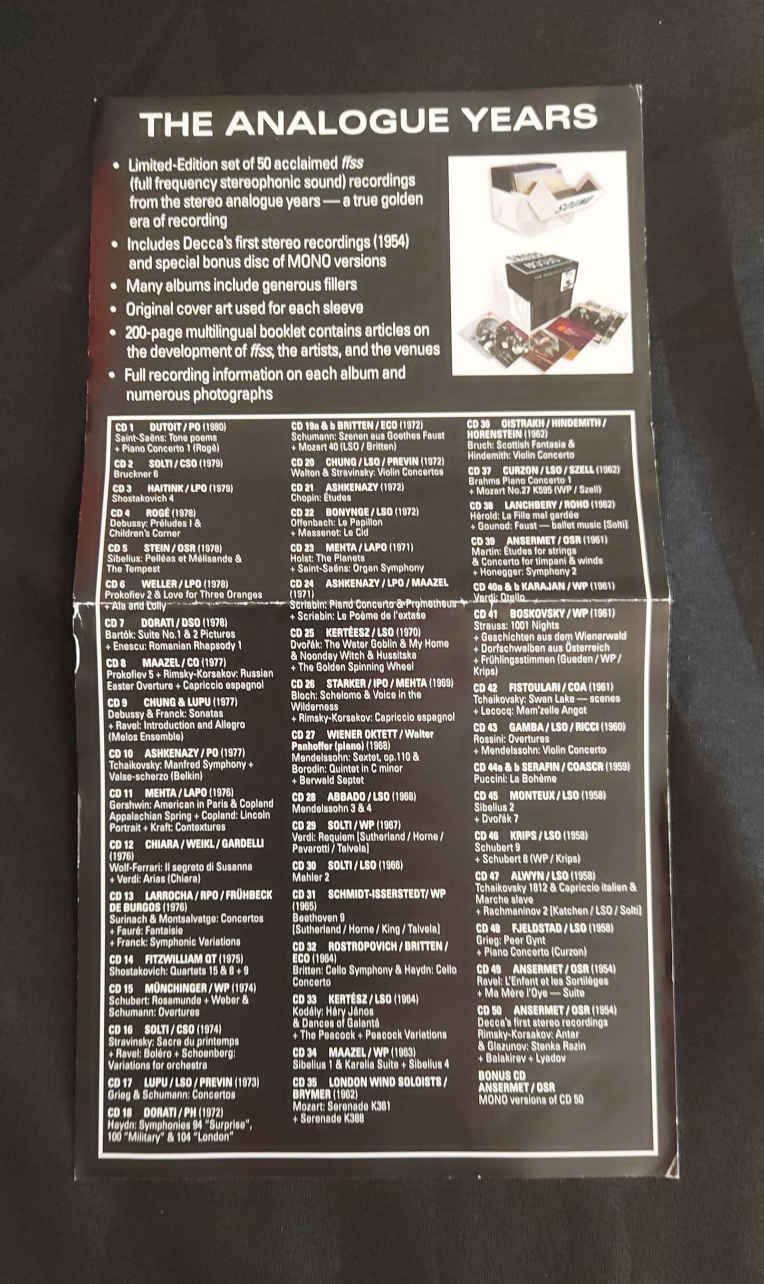 THE ANALOGUE YEARS
• Limited-Edition set of 50 acclaimed ffss
(full frequency stereophonic sound) recordings
from the stereo analogue years — a true golden
era of recording
• Includes Decca's first stereo recordings (1954)
and special bonus disc of MONO versions
• Many albums include generous fillers
• Original cover art used for each sleeve
• 200-page multilingual booklet contains articles on
the development of ffss, the artists, and the venues
• Full recording information on each album and
numerous photographs
CD 1 DUTOIT / PO (1980)
Saint-Saëns: Tone poems
+ Piano Concerto 1 (Rogé)
CD 2 SOLTI / CSO (1979)
Bruckner 6
CD 3 HAITINK / LPO (1979)
Shostakovich 4
CD 4 ROGÉ (1978)
Debussy: Préludes I &
Children's Corner
CD 5 STEIN / OSR (1978)
Sibelius: Pelléas et Mélisande &
The Tempest
CD 6 WELLER / LPO (1978)
Prokofiev 2 & Love for Three Oranges
+ Ala and Lolly
CD 7 DORATI / DSO (1978)
Bartók: Suite No.1 & 2 Pictures
+ Enescu: Romanian Rhapsody 1
CD 8 MAAZEL / CO (1977)
Prokofiev 5 + Rimsky-Korsakov: Russian
Easter Overture + Capriccio espagnol
CD 9 CHUNG & LUPU (1977)
Debussy & Franck: Sonatas
+ Ravel: Introduction and Allegro
(Melos Ensemble)
CD 10 ASHKENAZY / PO (1977)
Tchaikovsky: Manfred Symphony +
Valse-scherzo (Belkin)
CD 11 MEHTA / LAPO (1976)
Gershwin: American in Paris & Copland
Appalachian Spring + Copland: Lincoln
Portrait + Kraft: Contextures
CD 12 CHIARA / WEIKL / GARDELLI
(1976)
Wolf-Ferrari: Il segreto di Susanna
+ Verdi: Arias (Chiara)
CD 13 LARROCHA / RPO / FRÜHBECK
DE BURGOS (1976)
Surinach & Montsalvatge: Concertos
+ Fauré: Fantaisie
+ Franck: Symphonic Variations
CD 14 FITZWILLIAM QT (1975)
Shostakovich: Quartets 15 & 8 + 9
CD 15 MÜNCHINGER / WP (1974)
Schubert: Rosamunde + Weber &
Schumann: Overtures
CD 16 SOLTI / CSO (1974)
Stravinsky: Sacre du printemps
+ Ravel: Boléro + Schoenberg:
Variations for orchestra
CD 17 LUPU / LSO / PREVIN (1973)
Grieg & Schumann: Concertos
CD 18 DORATI / PH (1972)
Haydn: Symphonies 94 "Surprise",
100 "Military" & 104 "London"
CD 19a & b BRITTEN / ECO (1972)
Schumann: Szenen aus Goethes Faust
+ Mozart 40 (LSO / Britten)
CD 20 CHUNG / LSO / PREVIN (1972)
Walton & Stravinsky: Violin Concertos
CD 21 ASHKENAZY (1972)
Chopin: Études
CD 22 BONYNGE / LSO (1972)
Offenbach: Le Papillon
+ Massenet: Le Cid
CD 23 MEHTA / LAPO (1971)
Holst: The Planets
+ Saint-Saëns: Organ Symphony
CD 24 ASHKENAZY / LPO / MAAZEL
(1971)
Scriabin: Piano Concerto & Prometheus
+ Scriabin: Le Poème de l'extase
CD 25 KERTÉESZ / LSO (1970)
Dvořák: The Water Goblin & My Home
& Noonday Witch & Hussitska
+ The Golden Spinning Wheel
CD 26 STARKER / IPO / MEHTA (1969)
Bloch: Schelomo & Voice in the
Wilderness
+ Rimsky-Korsakov: Capriccio espagnol
CD 27 WIENER OKTETT / Walter
Panhoffer (piano) (1968)
Mendelssohn: Sextet, op.110 &
Borodin: Quintet in C minor
+ Berwald Septet
CD 28 ABBADO / LSO (1968)
Mendelssohn 3 & 4
CD 29 SOLTI / WP (1967)
Verdi: Requiem [Sutherland / Horne /
Pavarotti / Talvela]
CD 30 SOLTI / LSO (1966)
Mahler 2
CD 31 SCHMIDT-ISSERSTEDT/ WP
(1965)
Beethoven 9
[Sutherland / Horne / King / Talvela]
CD 32 ROSTROPOVICH / BRITTEN /
ECO (1964)
Britten: Cello Symphony & Haydn: Cello
Concerto
CD 33 KERTÉSZ / LSO (1964)
Kodály: Háry János
& Dances of Galantá
+ The Peacock + Peacock Variations
CD 34 MAAZEL / WP (1963)
Sibelius 1 & Karelia Suite + Sibelius 4
CD 35 LONDON WIND SOLOISTS /
BRYMER (1962)
Mozart: Serenade K361
+ Serenade K388
CD 36 OISTRAKH / HINDEMITH /
HORENSTEIN (1962)
Bruch: Scottish Fantasia &
Hindemith: Violin Concerto
CD 37 CURZON / LSO / SZELL (1962)
Brahms Piano Concerto 1
+ Mozart No.27 K595 (WP / Szell)
CD 38 LANCHBERY / ROHO (1962)
Hérold: La Fille mal gardée
+ Gounod: Faust — ballet music [Solti]
CD 39 ANSERMET / OSR (1961)
Martin: Études for strings
& Concerto for timpani & winds
+ Honegger: Symphony 2
CD 40a & b KARAJAN / WP (1961)
Verdi: Otello
CD 41 BOSKOVSKY / WP (1961)
Strauss: 1001 Nights
+ Geschichten aus dem Wienerwald
+ Dorfschwalben aus Österreich
+ Frühlingsstimmen (Gueden / WP /
Krips)
CD 42 FISTOULARI / COA (1961)
Tchaikovsky: Swan Lake — scenes
+ Lecocq: Mam'zelle Angot
CD 43 GAMBA / LSO / RICCI (1960)
Rossini: Overtures
+ Mendelssohn: Violin Concerto
CD 44a & b SERAFIN / COASCR (1959)
Puccini: La Bohème
CD 45 MONTEUX / LSO (1958)
Sibelius 2
+ Dvořák 7
CD 46 KRIPS / LSO (1958)
Schubert 9
+ Schubert 8 (WP / Krips)
CD 47 ALWYN / LSO (1958)
Tchaikovsky 1812 & Capriccio italien &
Marche slave
+ Rachmaninov 2 [Katchen / LSO / Solti]
CD 48 FJELDSTAD / LSO (1958)
Grieg: Peer Gynt
+ Piano Concerto (Curzon)
CD 49 ANSERMET / OSR (1954)
Ravel: L'Enfant et les Sortilèges
+ Ma Mère l'Oye — Suite
CD 50 ANSERMET / OSR (1954)
Decca's first stereo recordings
Rimsky-Korsakov: Antar
& Glazunov: Stenka Razin
+ Balakirev + Lyadov
BONUS CD
ANSERMET / OSR
MONO versions of CD 50